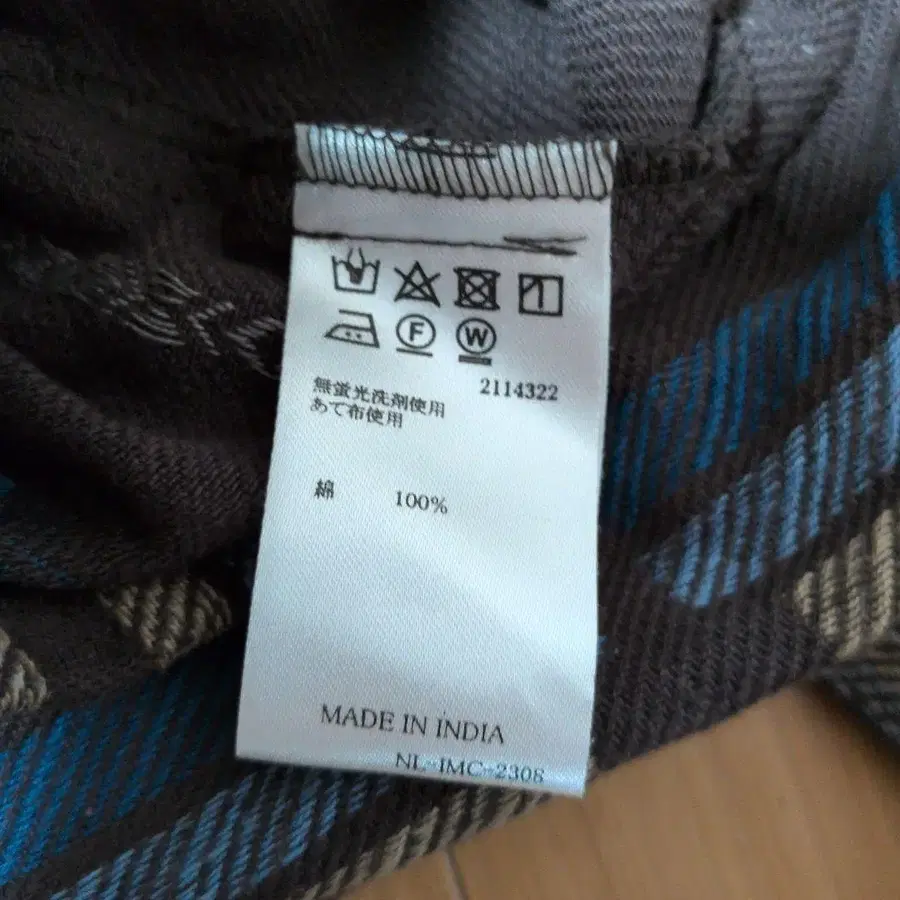 F W
無蛍光洗剤使用 2114322
あて布使用
綿 100%
MADE IN INDIA
NL-IMC-2308